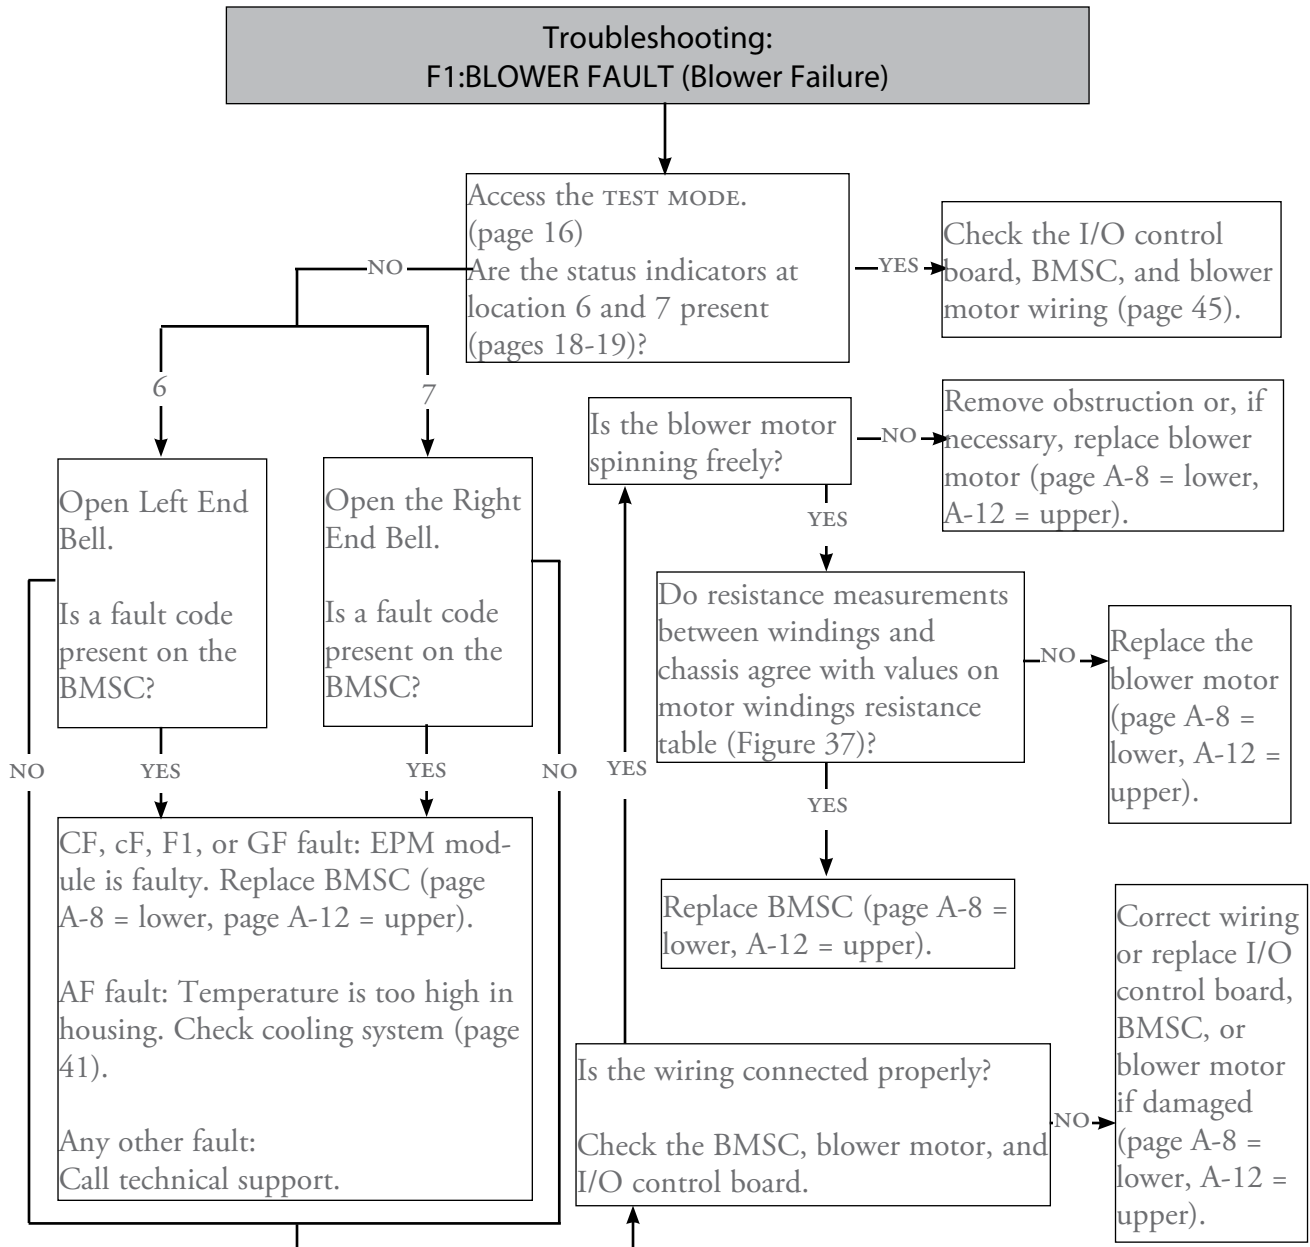 Troubleshooting:
F1:BLOWER FAULT (Blower Failure)
Access the TEST MODE.
(page 16)
Are the status indicators at
location 6 and 7 present
(pages 18-19)?
NO
YES
Check the I/O control
board, BMSC, and blower
motor wiring (page 45).
6
7
Open Left End
Bell.
Is a fault code
present on the
BMSC?
Open the Right
End Bell.
Is a fault code
present on the
BMSC?
NO
YES
YES
NO
CF, cF, F1, or GF fault: EPM mod-
ule is faulty. Replace BMSC (page
A-8 = lower, page A-12 = upper).
AF fault: Temperature is too high in
housing. Check cooling system (page
41).
Any other fault:
Call technical support.
Is the blower motor
spinning freely?
NO
Remove obstruction or, if
necessary, replace blower
motor (page A-8 = lower,
A-12 = upper).
YES
Do resistance measurements
between windings and
chassis agree with values on
motor windings resistance
table (Figure 37)?
NO
Replace the
blower motor
(page A-8 =
lower, A-12 =
upper).
YES
YES
Replace BMSC (page A-8 =
lower, A-12 = upper).
Is the wiring connected properly?
Check the BMSC, blower motor, and
I/O control board.
NO
Correct wiring
or replace I/O
control board,
BMSC, or
blower motor
if damaged
(page A-8 =
lower, A-12 =
upper).